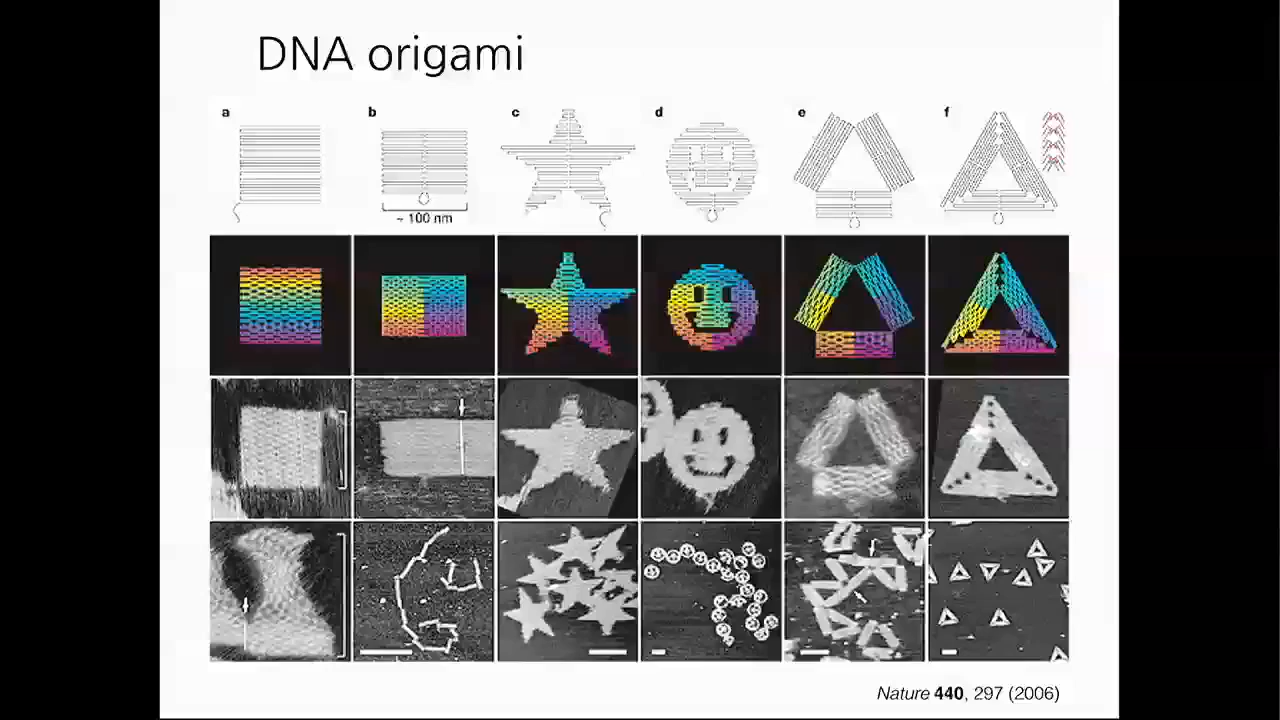 DNA origami
a b c d e f
~ 100 nm
Nature 440, 297 (2006)